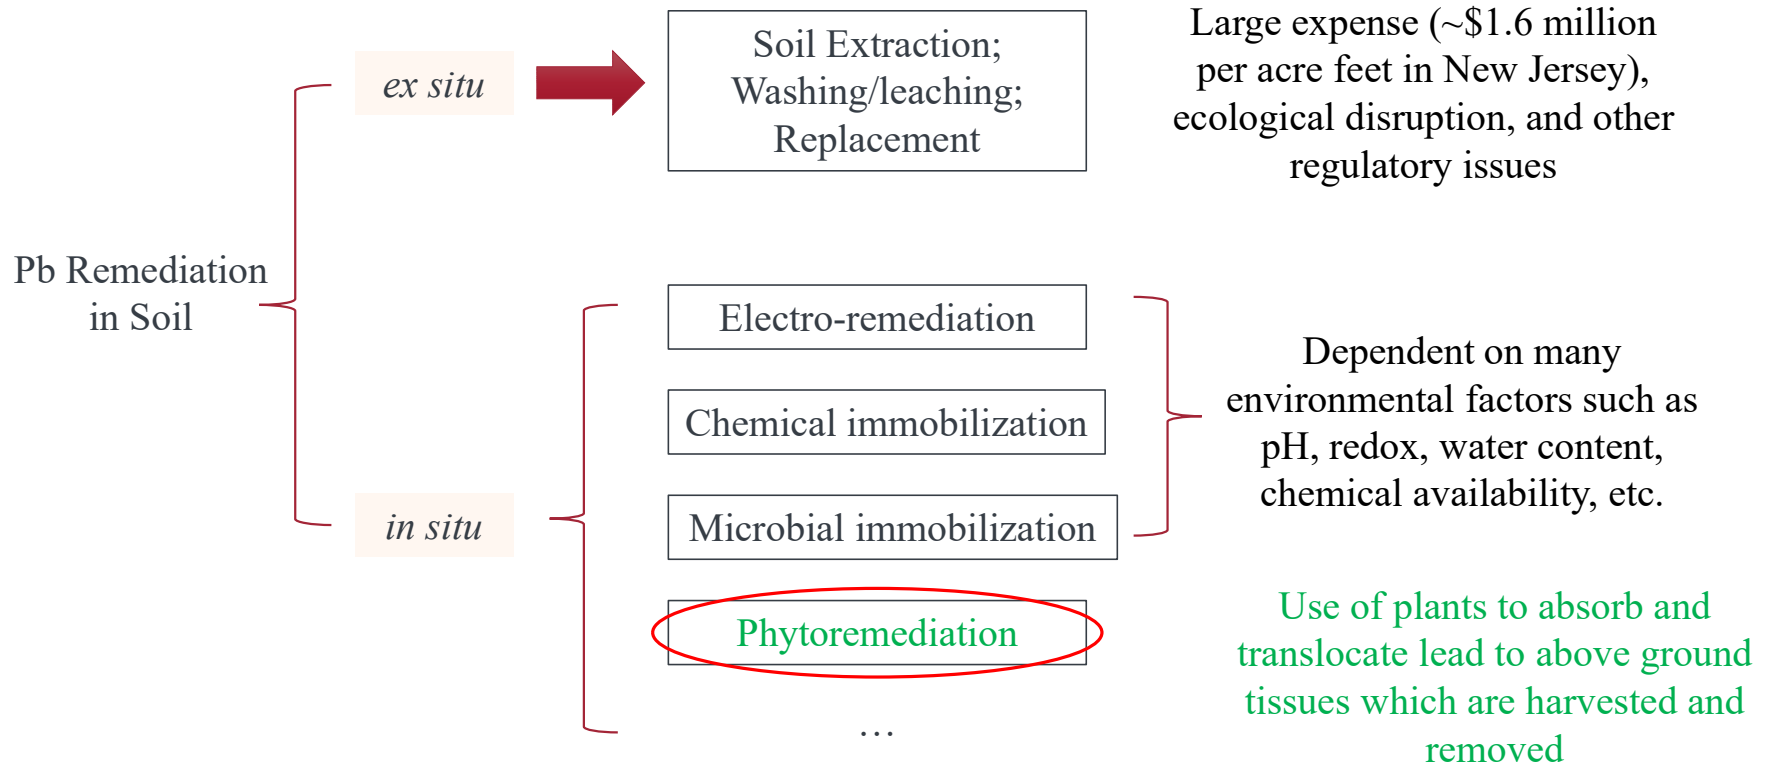 Soil Extraction;
Washing/leaching;
Replacement
Large expense (~$1.6 million
per acre feet in New Jersey),
ecological disruption, and other
regulatory issues
ex situ
Pb Remediation
in Soil
in situ
Electro-remediation
Chemical immobilization
Microbial immobilization
Dependent on many
environmental factors such as
pH, redox, water content,
chemical availability, etc.
Phytoremediation
Use of plants to absorb and
translocate lead to above ground
tissues which are harvested and
removed
…